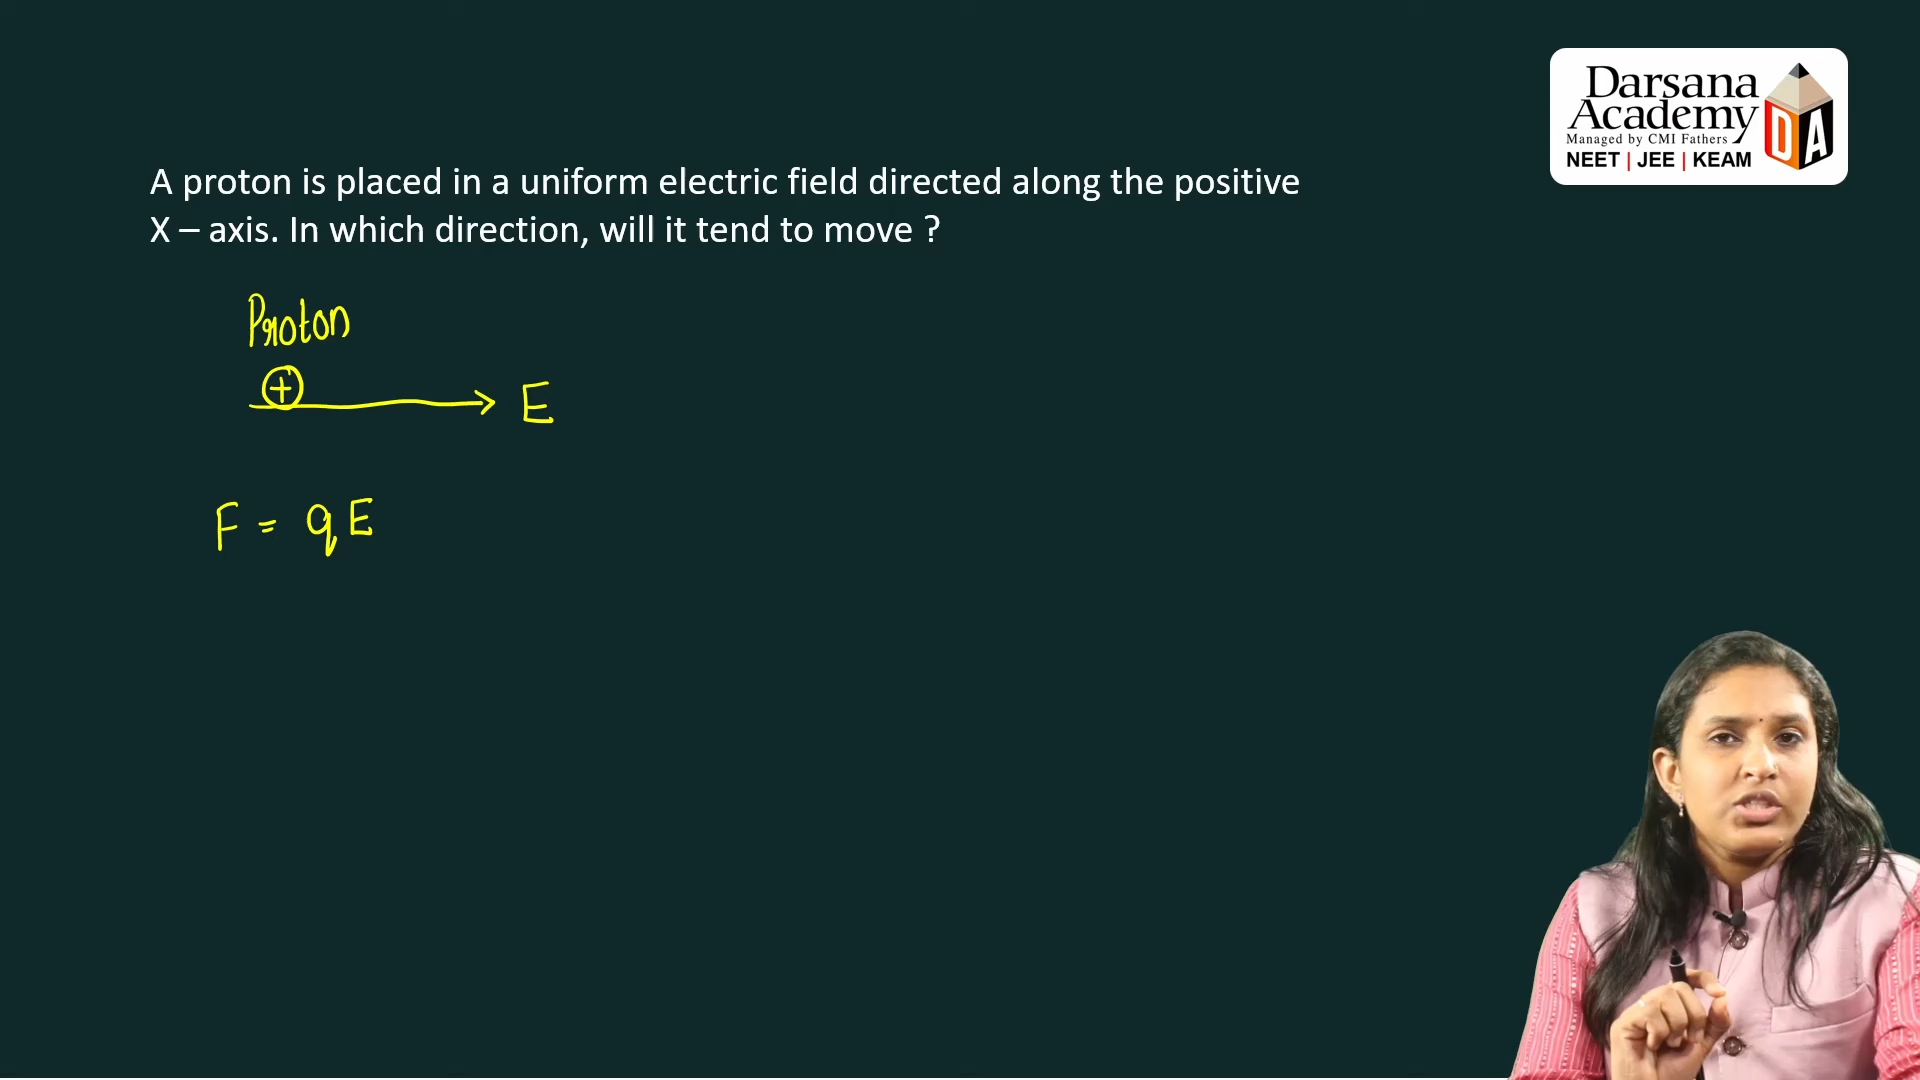 Darsana
Academy
Managed by CMI Fathers
NEET | JEE | KEAM
DA
A proton is placed in a uniform electric field directed along the positive
X – axis. In which direction, will it tend to move ?
Proton
+
E
F = qE